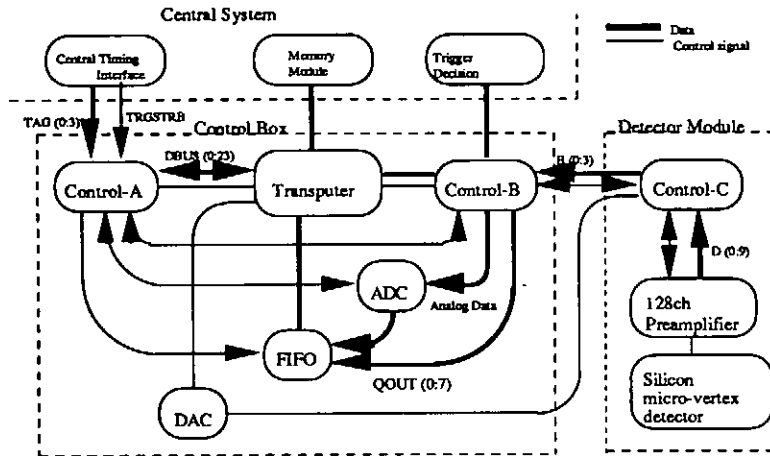 Central System
Data
Control signal
Central Timing
Interface
Memory
Module
Trigger
Decision
TAG (0:3)
TRGSTRB
Control Box
Detector Module
DBUS (0:23)
Control-A
Transputer
Control-B
Control-C
D (0:9)
ADC
Analog Data
128ch
Preamplifier
FIFO
QOUT (0:7)
DAC
Silicon
micro-vertex
detector
(0:3)